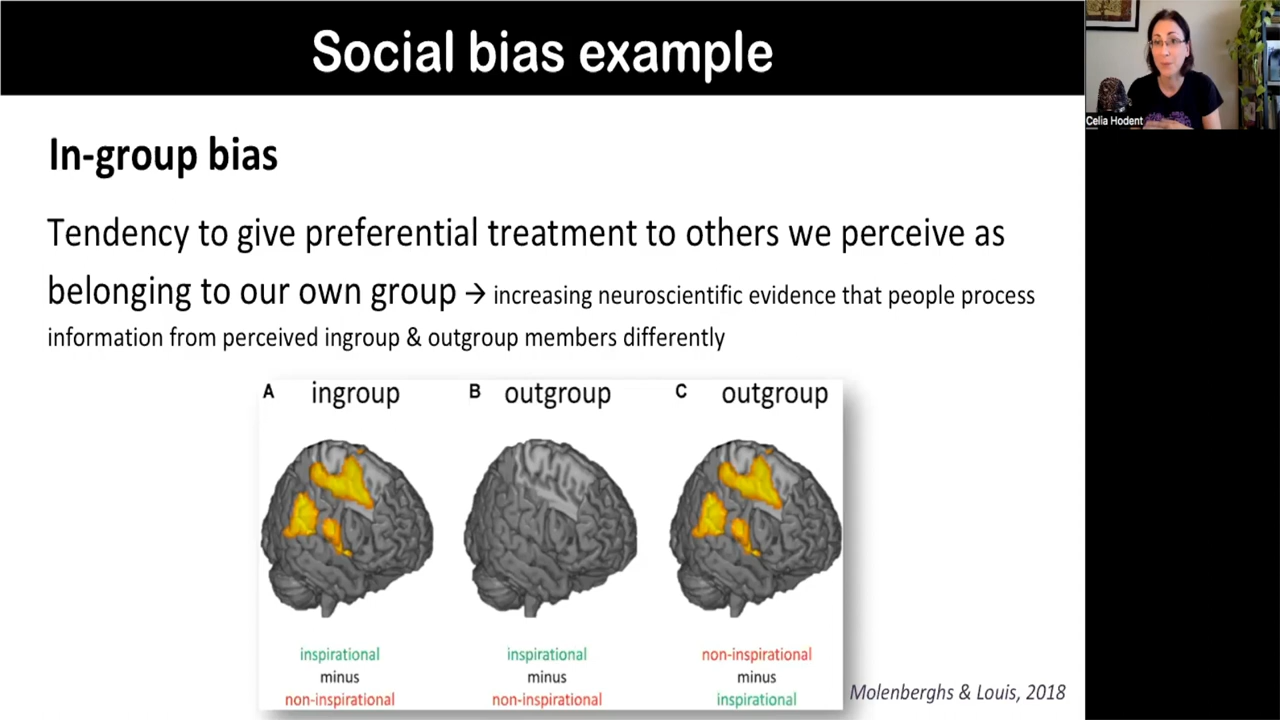 Social bias example
Celia Hodent
In-group bias
Tendency to give preferential treatment to others we perceive as
belonging to our own group → increasing neuroscientific evidence that people process
information from perceived ingroup & outgroup members differently
A ingroup B outgroup C outgroup
inspirational inspirational non-inspirational
minus minus minus
non-inspirational non-inspirational inspirational
Molenberghs & Louis, 2018